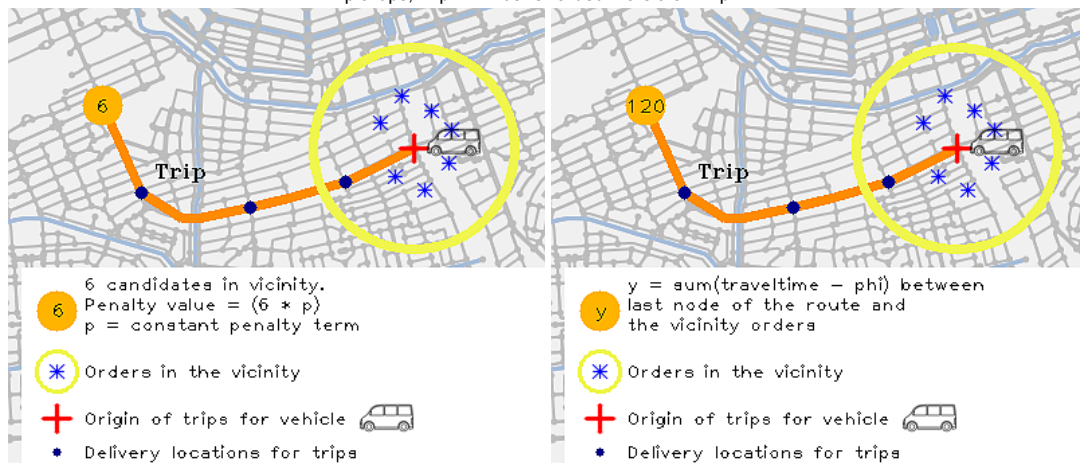 6
Trip
6 candidates in vicinity.
6
Penalty value = (6 * p)
p = constant penalty term
Orders in the vicinity
Origin of trips for vehicle
Delivery locations for trips
120
Trip
y = sum(traveltime - phi) between
y
last node of the route and
the vicinity orders
Orders in the vicinity
Origin of trips for vehicle
Delivery locations for trips